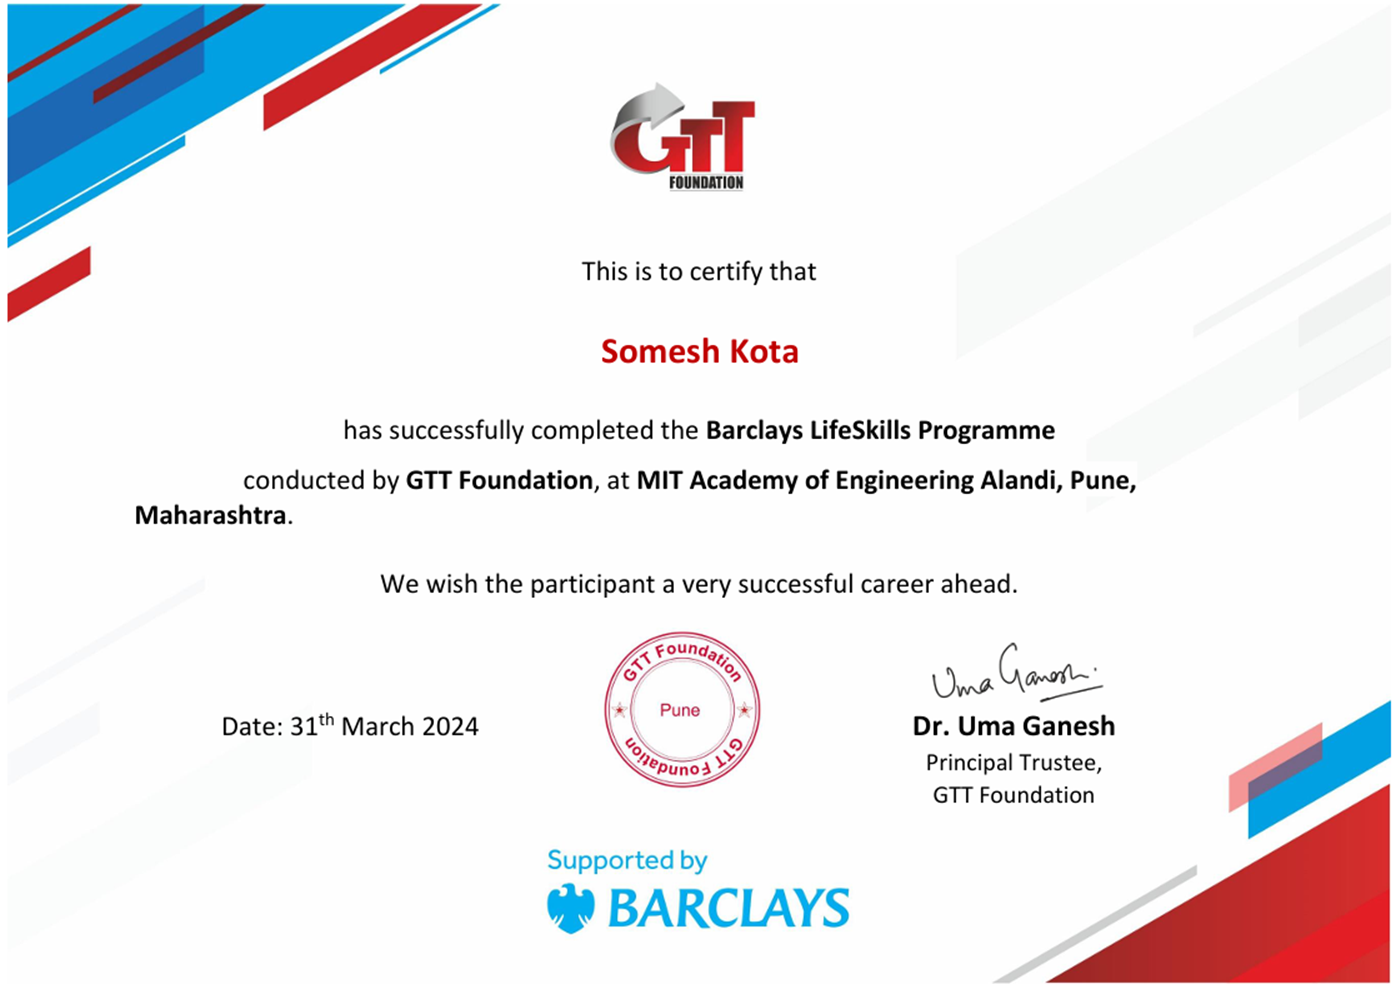 GTT
FOUNDATION
This is to certify that
Somesh Kota
has successfully completed the Barclays LifeSkills Programme
conducted by GTT Foundation, at MIT Academy of Engineering Alandi, Pune,
Maharashtra.
We wish the participant a very successful career ahead.
GTT Foundation
Pune
GTT Foundation
Uma Ganesh.
Date: 31th March 2024
Dr. Uma Ganesh
Principal Trustee,
GTT Foundation
Supported by
BARCLAYS